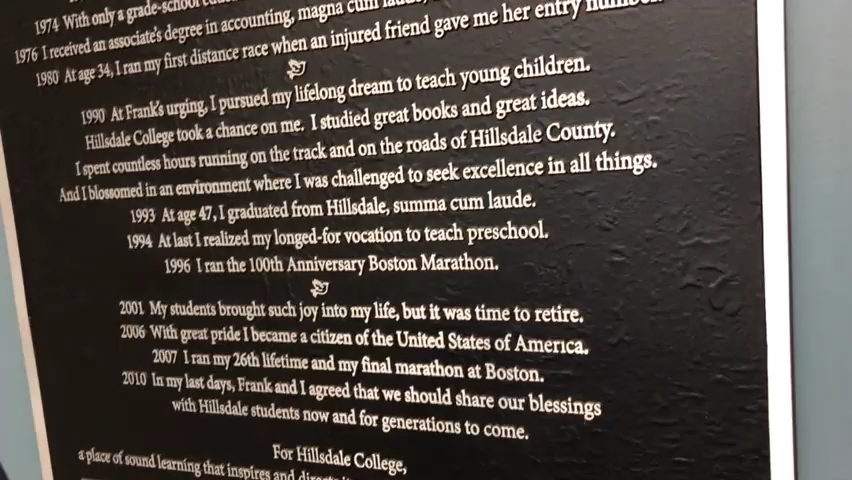 1974 With only a grade-school
1976 I received an associate's degree in accounting, magna cum laude,
1980 At age 34, I ran my first distance race when an injured friend gave me her entry number.
1990 At Frank's urging, I pursued my lifelong dream to teach young children.
Hillsdale College took a chance on me. I studied great books and great ideas.
I spent countless hours running on the track and on the roads of Hillsdale County.
And I blossomed in an environment where I was challenged to seek excellence in all things.
1993 At age 47, I graduated from Hillsdale, summa cum laude.
1994 At last I realized my longed-for vocation to teach preschool.
1996 I ran the 100th Anniversary Boston Marathon.
2001 My students brought such joy into my life, but it was time to retire.
2006 With great pride I became a citizen of the United States of America.
2007 I ran my 26th lifetime and my final marathon at Boston.
2010 In my last days, Frank and I agreed that we should share our blessings
with Hillsdale students now and for generations to come.
For Hillsdale College,
a place of sound learning that inspires and